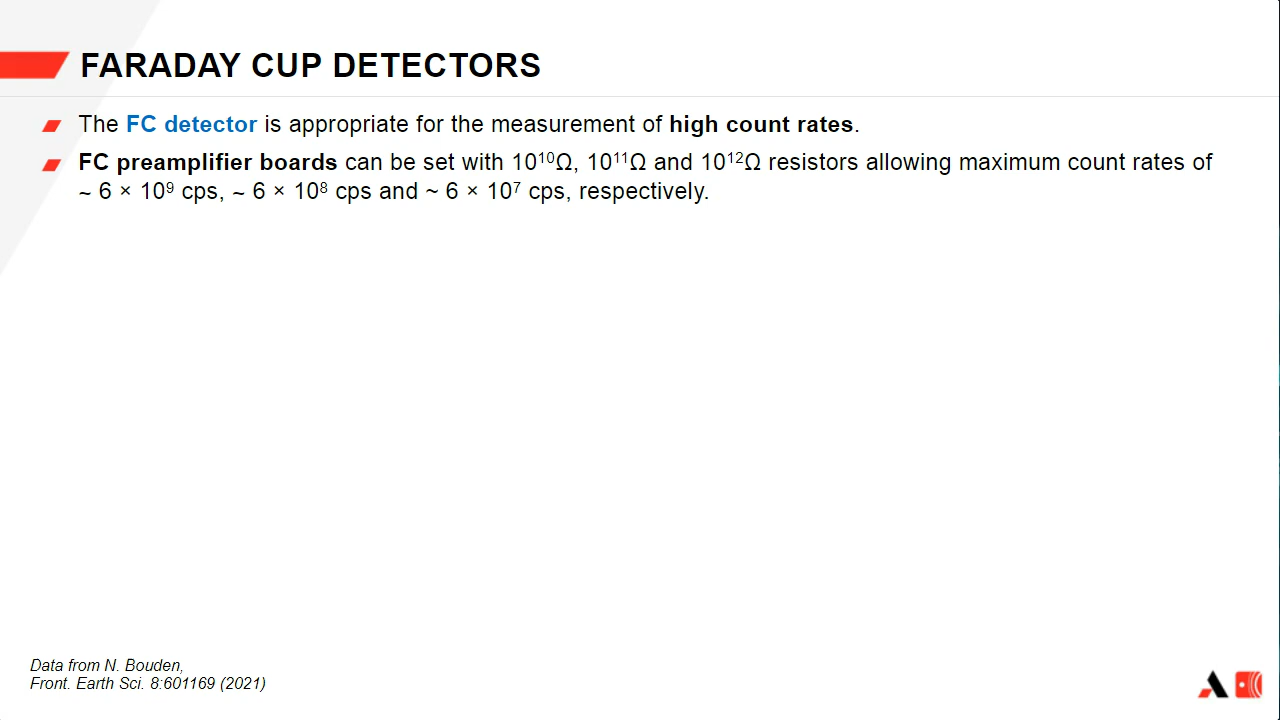 FARADAY CUP DETECTORS
The FC detector is appropriate for the measurement of high count rates.
FC preamplifier boards can be set with 10¹⁰Ω, 10¹¹Ω and 10¹²Ω resistors allowing maximum count rates of
~ 6 × 10⁹ cps, ~ 6 × 10⁸ cps and ~ 6 × 10⁷ cps, respectively.
Data from N. Bouden,
Front. Earth Sci. 8:601169 (2021)